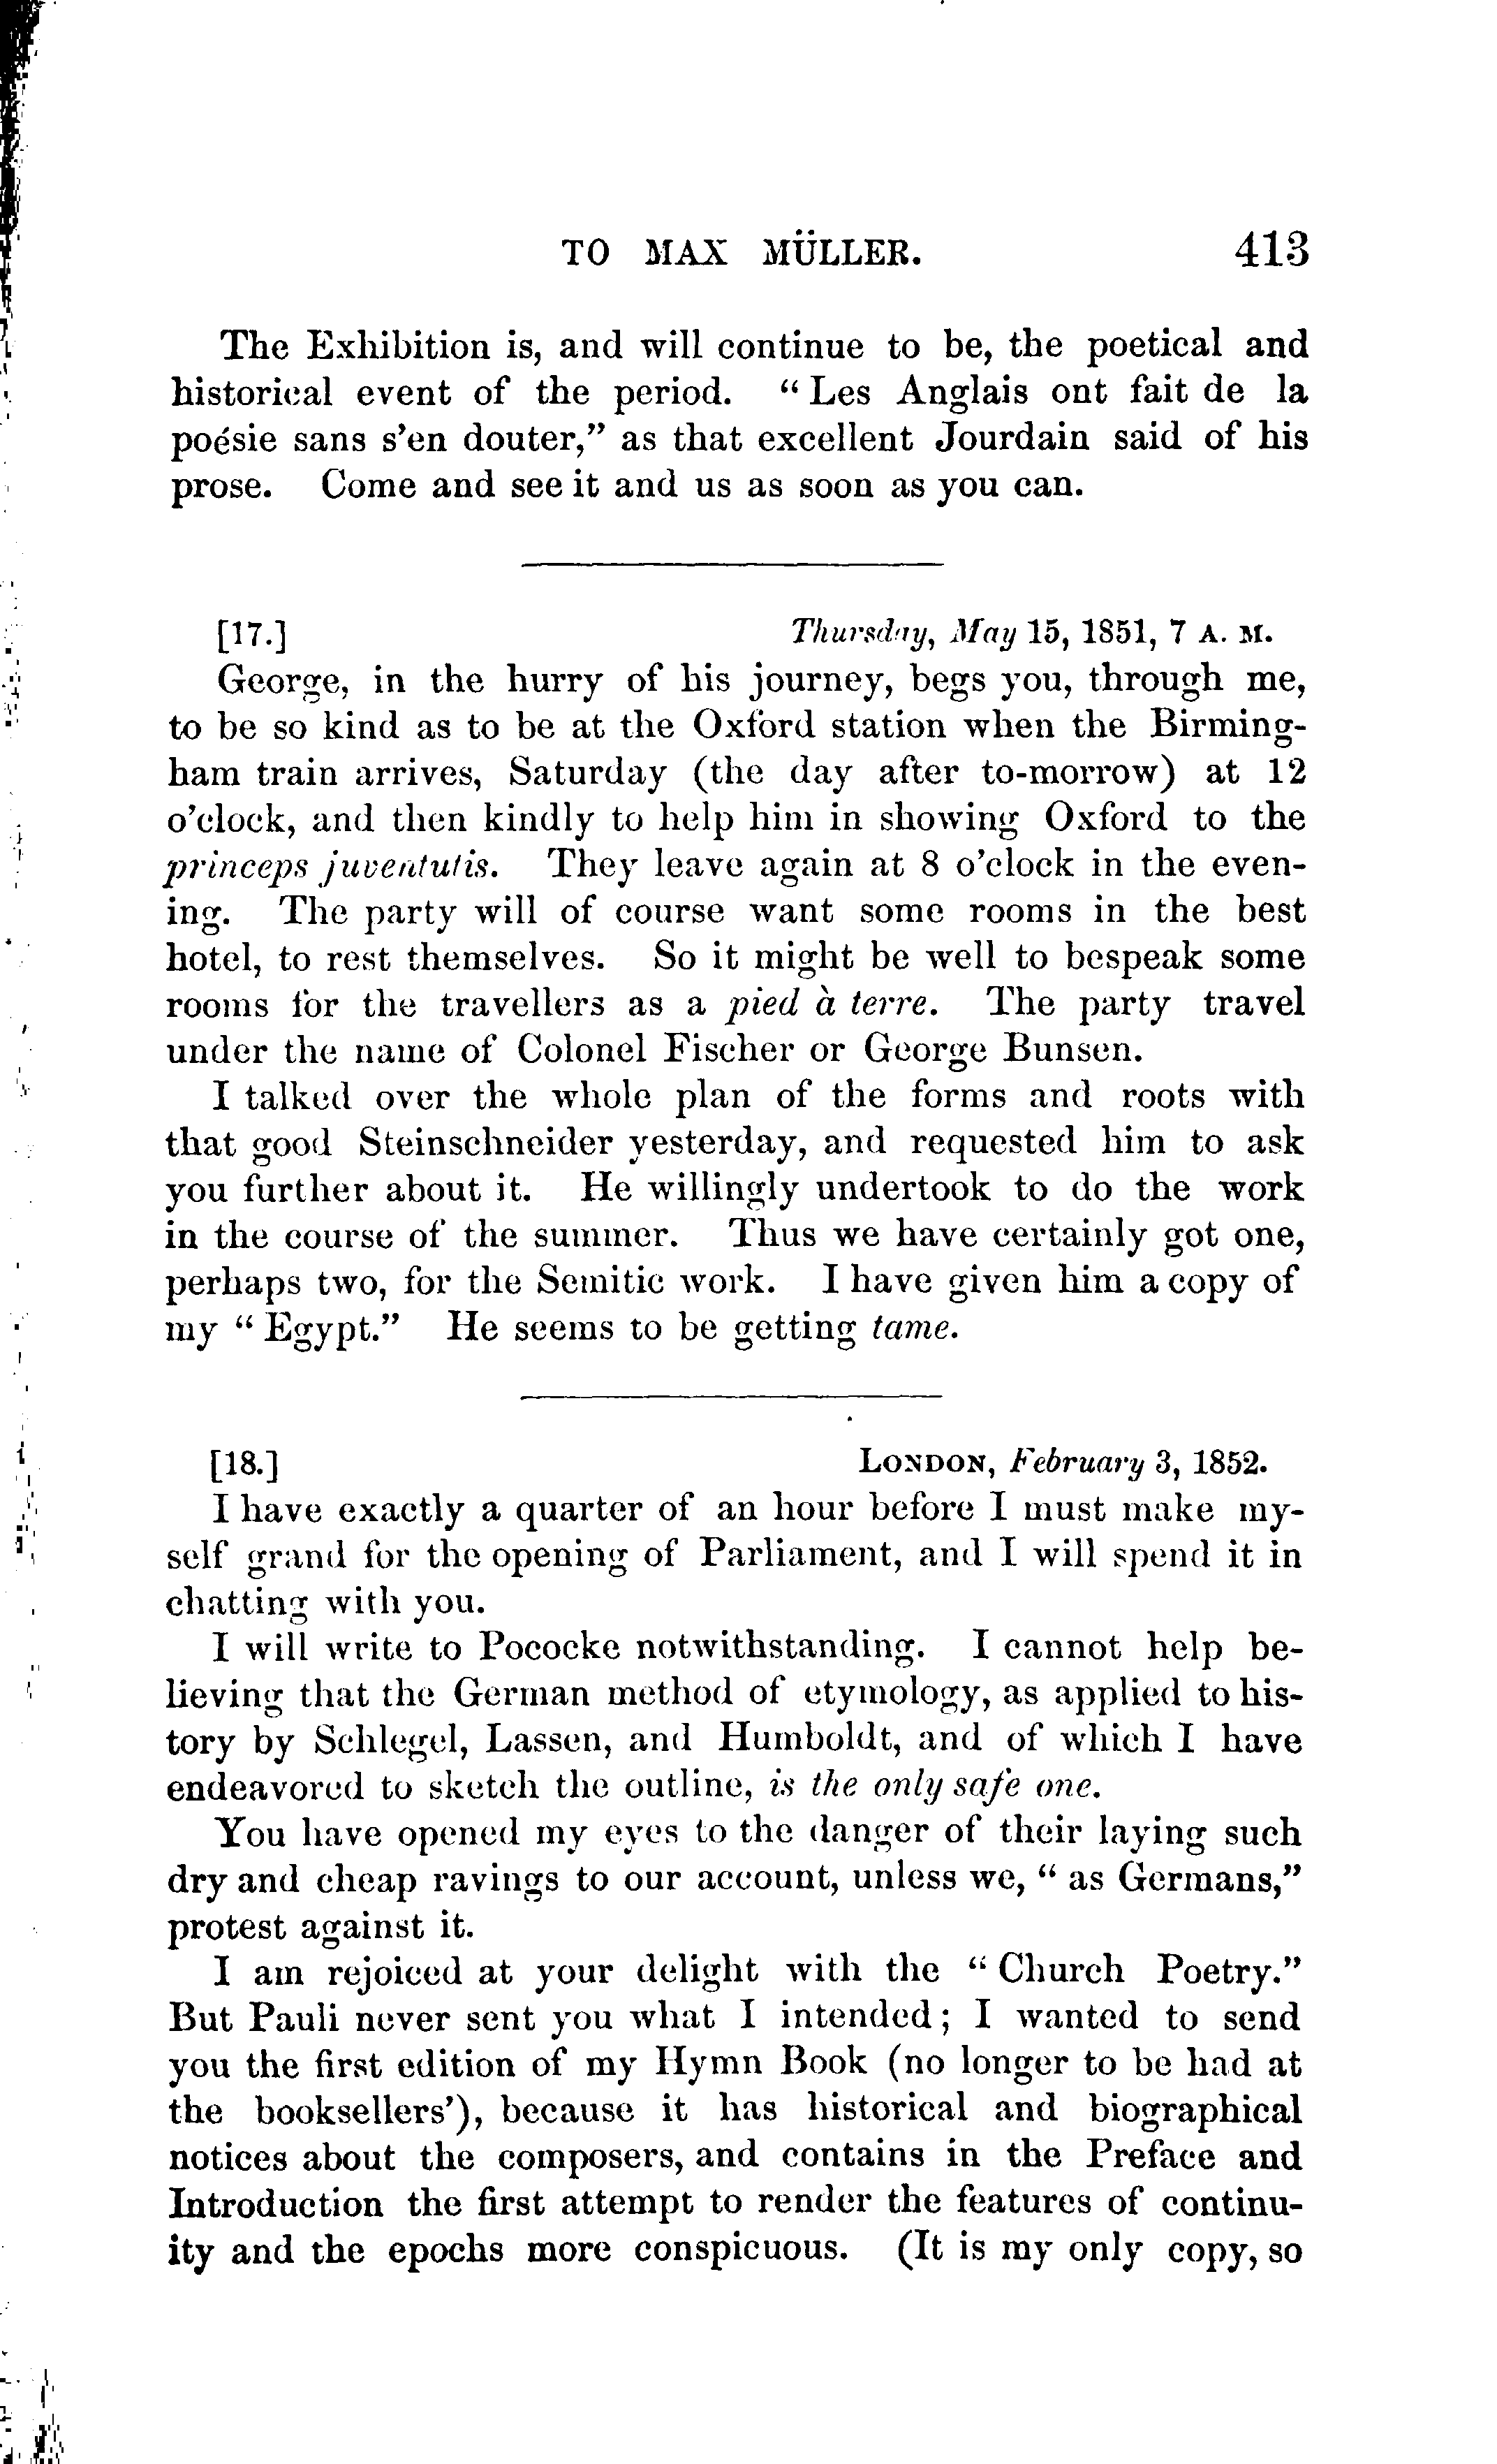 TO MAX MÜLLER. 413
The Exhibition is, and will continue to be, the poetical and
historical event of the period. "Les Anglais ont fait de la
poésie sans s'en douter," as that excellent Jourdain said of his
prose. Come and see it and us as soon as you can.
[17.] Thursday, May 15, 1851, 7 A. M.
George, in the hurry of his journey, begs you, through me,
to be so kind as to be at the Oxford station when the Birming-
ham train arrives, Saturday (the day after to-morrow) at 12
o'clock, and then kindly to help him in showing Oxford to the
princeps juventutis. They leave again at 8 o'clock in the even-
ing. The party will of course want some rooms in the best
hotel, to rest themselves. So it might be well to bespeak some
rooms for the travellers as a pied à terre. The party travel
under the name of Colonel Fischer or George Bunsen.
I talked over the whole plan of the forms and roots with
that good Steinschneider yesterday, and requested him to ask
you further about it. He willingly undertook to do the work
in the course of the summer. Thus we have certainly got one,
perhaps two, for the Semitic work. I have given him a copy of
my "Egypt." He seems to be getting tame.
[18.] LONDON, February 3, 1852.
I have exactly a quarter of an hour before I must make my-
self grand for the opening of Parliament, and I will spend it in
chatting with you.
I will write to Pococke notwithstanding. I cannot help be-
lieving that the German method of etymology, as applied to his-
tory by Schlegel, Lassen, and Humboldt, and of which I have
endeavored to sketch the outline, is the only safe one.
You have opened my eyes to the danger of their laying such
dry and cheap ravings to our account, unless we, "as Germans,"
protest against it.
I am rejoiced at your delight with the "Church Poetry."
But Pauli never sent you what I intended; I wanted to send
you the first edition of my Hymn Book (no longer to be had at
the booksellers'), because it has historical and biographical
notices about the composers, and contains in the Preface and
Introduction the first attempt to render the features of continu-
ity and the epochs more conspicuous. (It is my only copy, so